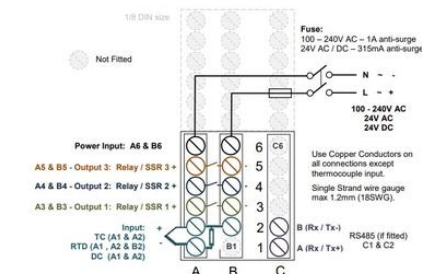 1/8 DIN size
Fuse:
100 – 240V AC – 1A anti-surge
24V AC / DC – 315mA anti-surge
Not Fitted
N ~ -
L ~ +
100 - 240V AC
24V AC
24V DC
Power Input: A6 & B6
6 C6
A5 & B5 - Output 3: Relay / SSR 3 + - 5
A4 & B4 - Output 2: Relay / SSR 2 + - 4
A3 & B3 - Output 1: Relay / SSR 1 + - 3
Use Copper Conductors on
all connections except
thermocouple input.
Single Strand wire gauge
max 1.2mm (18SWG).
Input: + 2 B (Rx / Tx-)
TC (A1 & A2)
RTD (A1 , A2 & B2)
DC (A1 & A2) - B1 1 A (Rx / Tx+)
RS485 (if fitted)
C1 & C2
A B C